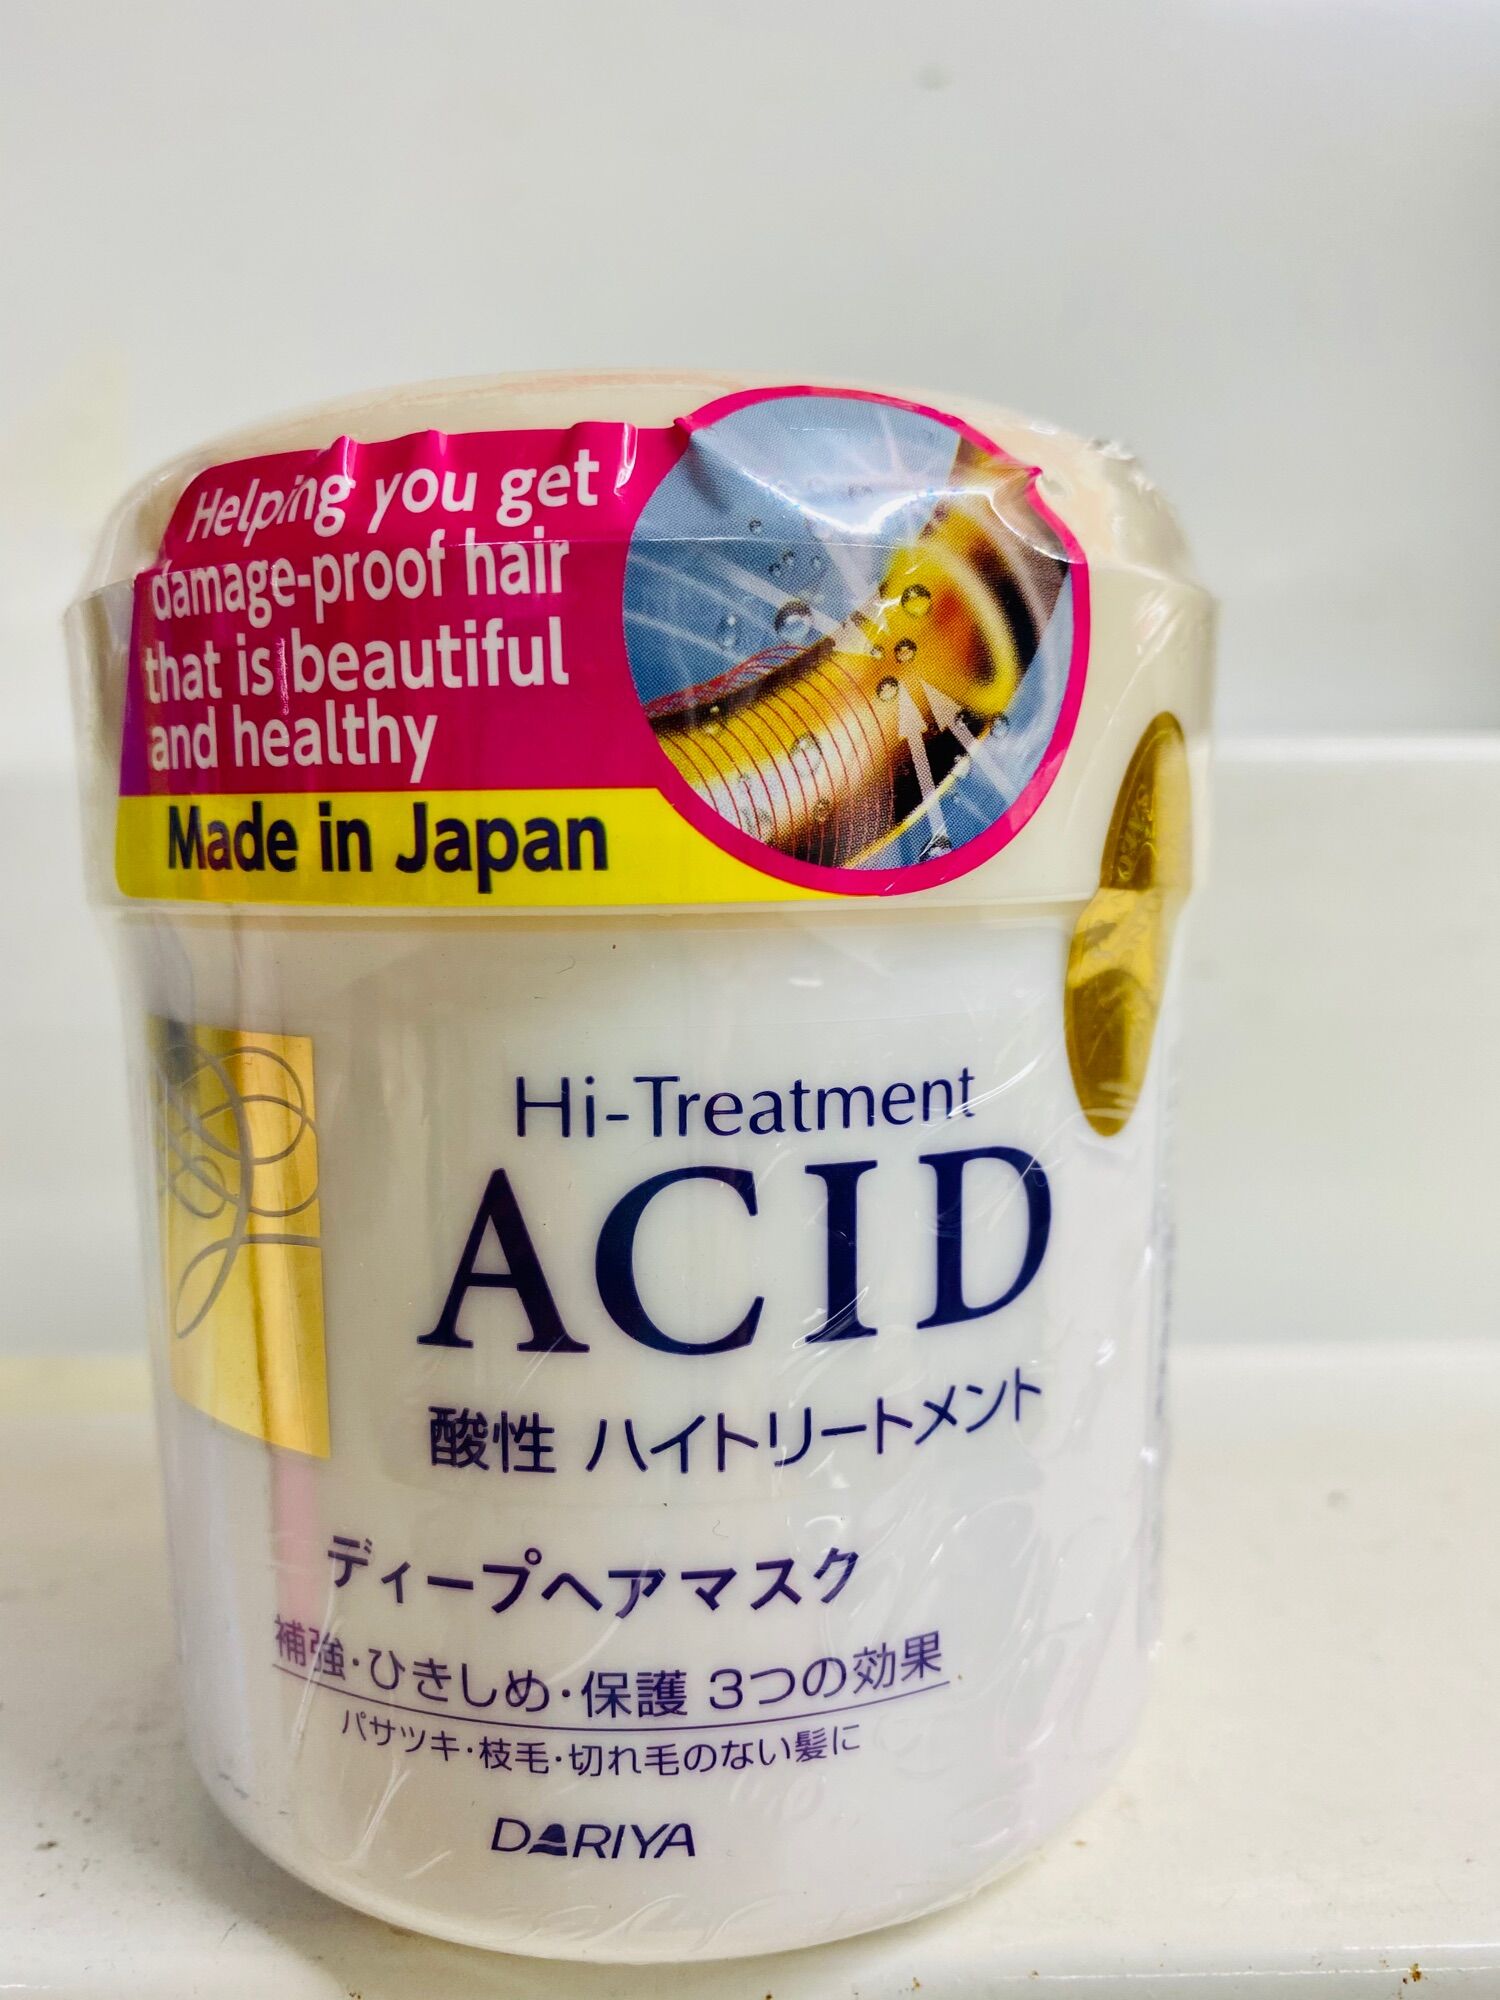 Helping you get
damage-proof hair
that is beautiful
and healthy
Made in Japan
Hi-Treatment
ACID
酸性 ハイトリートメント
ディープヘアマスク
補強・ひきしめ・保護 3つの効果
パサツキ・枝毛・切れ毛のない髪に
DARIYA